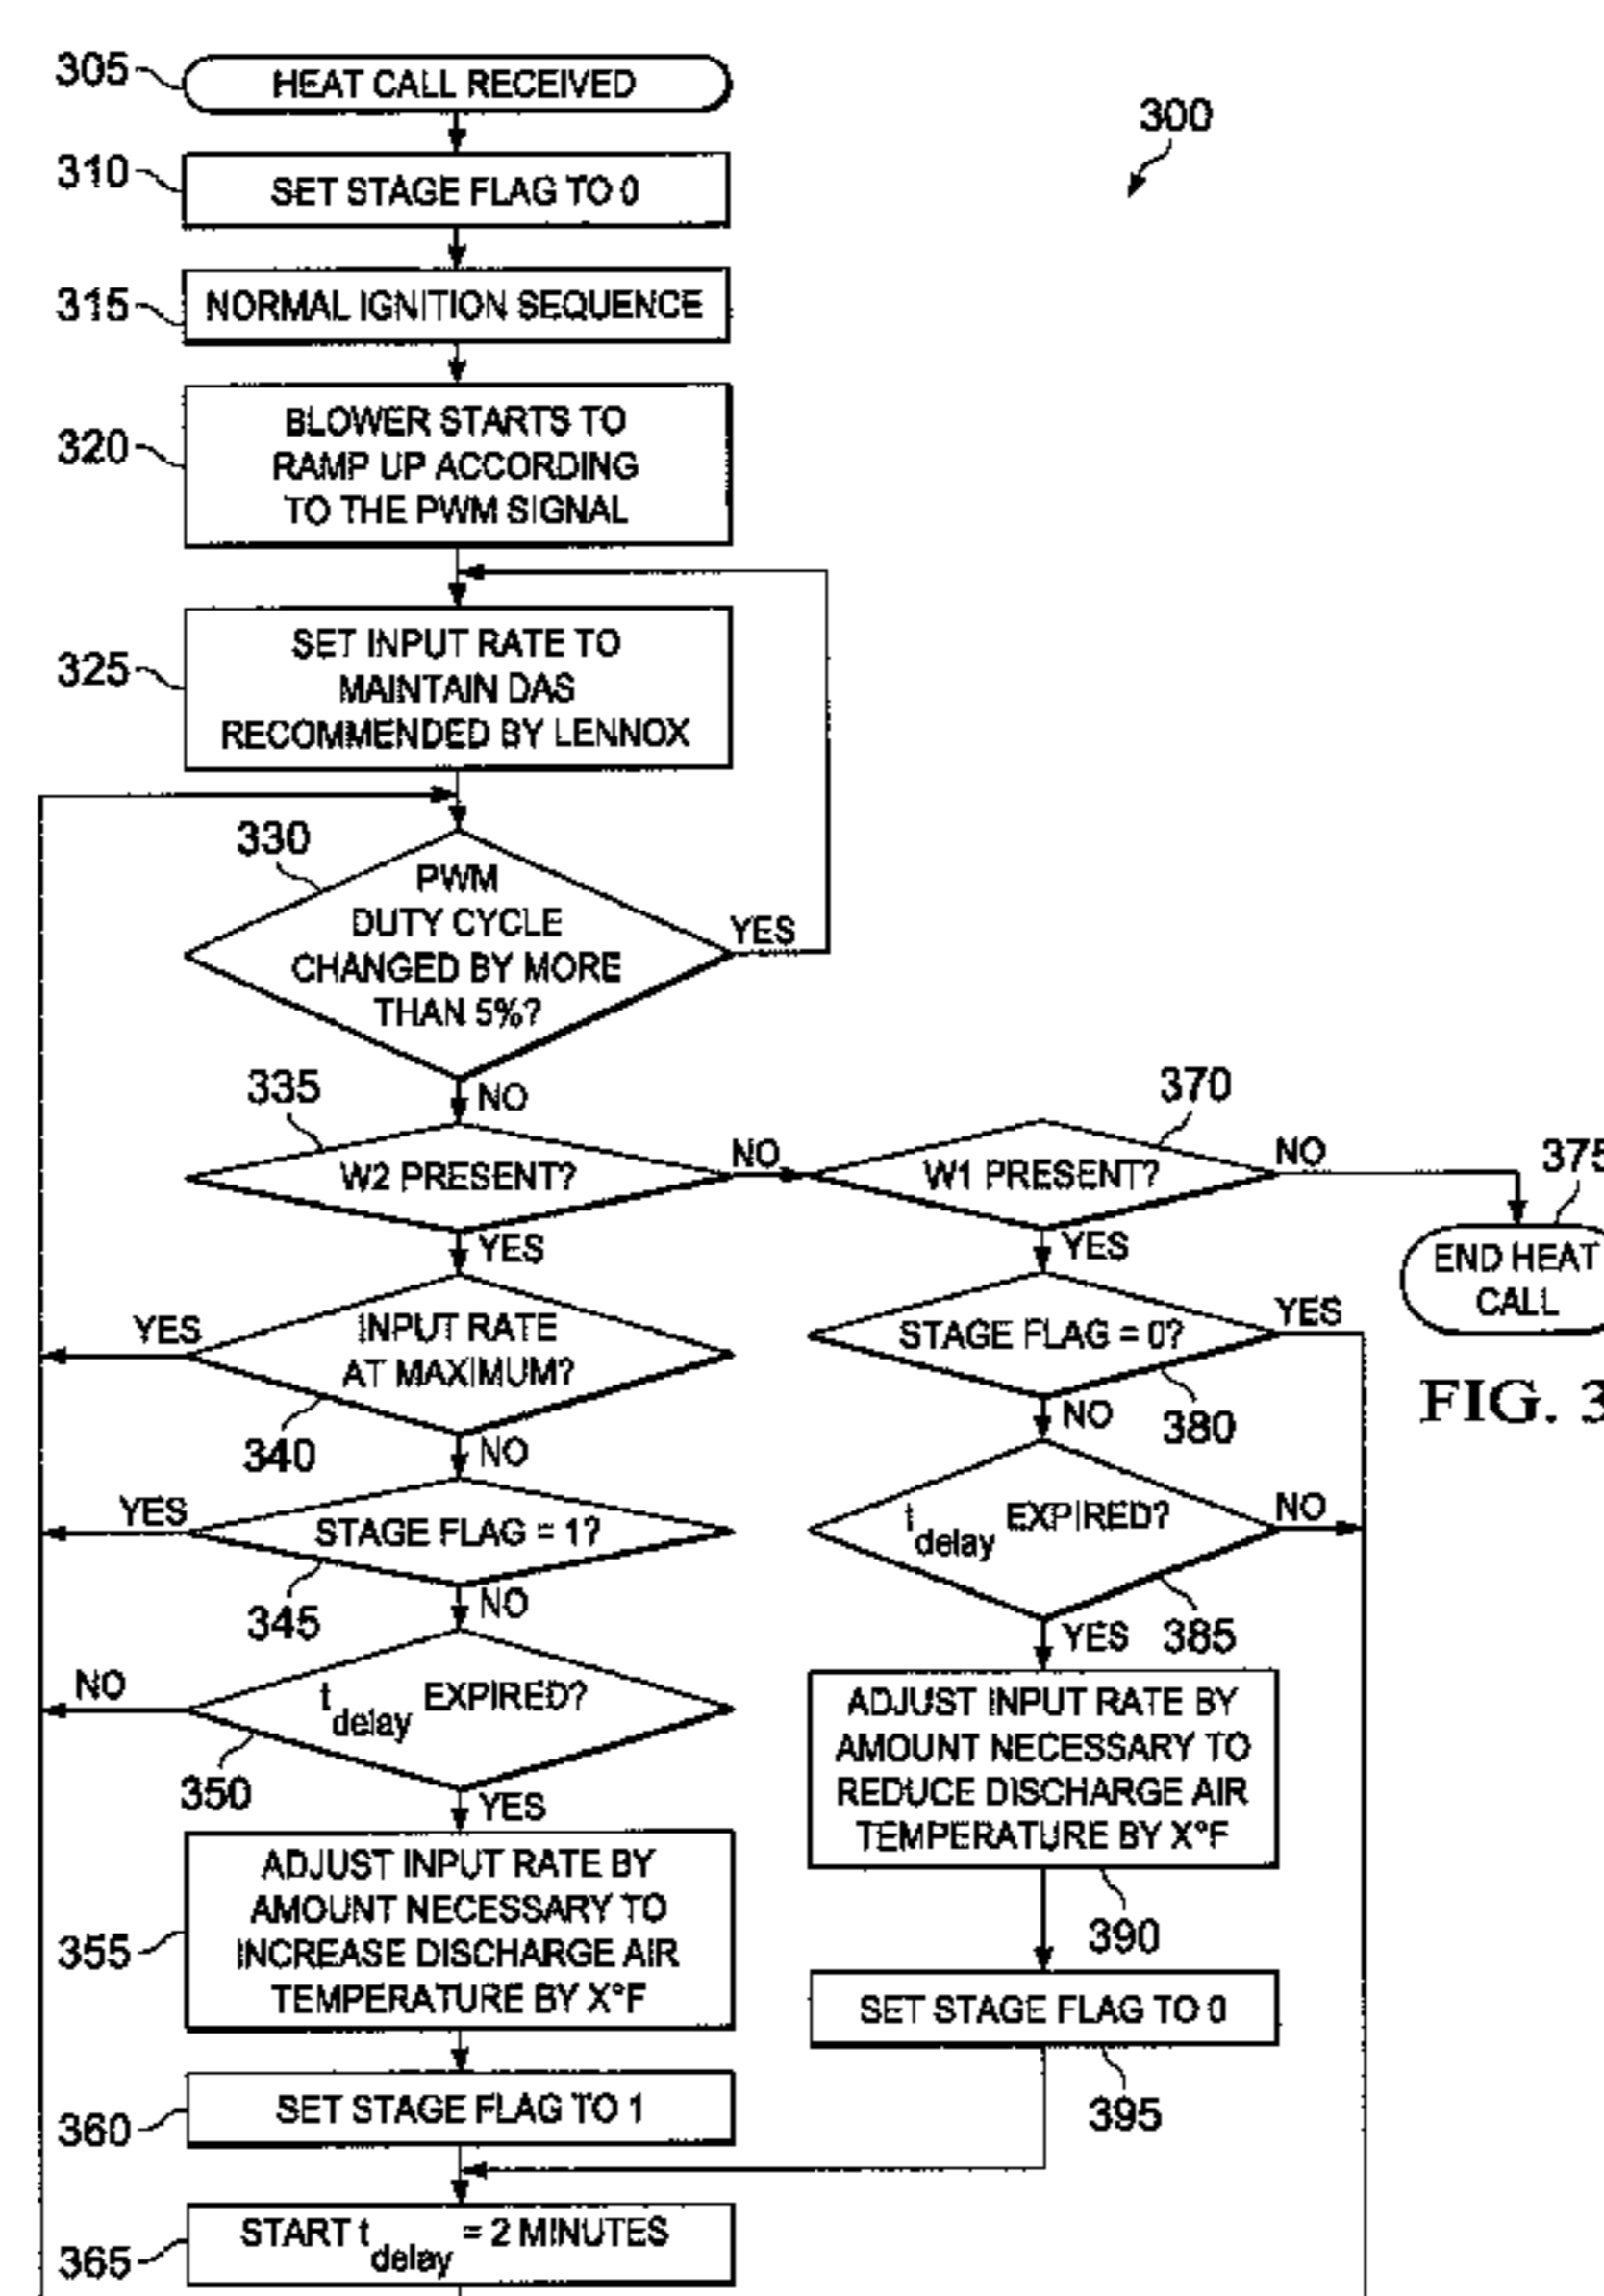 305
HEAT CALL RECEIVED
300
310
SET STAGE FLAG TO 0
315
NORMAL IGNITION SEQUENCE
320
BLOWER STARTS TO
RAMP UP ACCORDING
TO THE PWM SIGNAL
325
SET INPUT RATE TO
MAINTAIN DAS
RECOMMENDED BY LENNOX
330
PWM
DUTY CYCLE
CHANGED BY MORE
THAN 5%?
YES
NO
335
W2 PRESENT?
NO
YES
370
W1 PRESENT?
NO
YES
375
END HEAT
CALL
340
INPUT RATE
AT MAXIMUM?
YES
NO
STAGE FLAG = 0?
YES
NO
380
FIG. 3
345
STAGE FLAG = 1?
YES
NO
tdelay EXPIRED?
NO
YES
385
350
tdelay EXPIRED?
NO
YES
ADJUST INPUT RATE BY
AMOUNT NECESSARY TO
REDUCE DISCHARGE AIR
TEMPERATURE BY X°F
390
355
ADJUST INPUT RATE BY
AMOUNT NECESSARY TO
INCREASE DISCHARGE AIR
TEMPERATURE BY X°F
SET STAGE FLAG TO 0
395
360
SET STAGE FLAG TO 1
365
START tdelay = 2 MINUTES